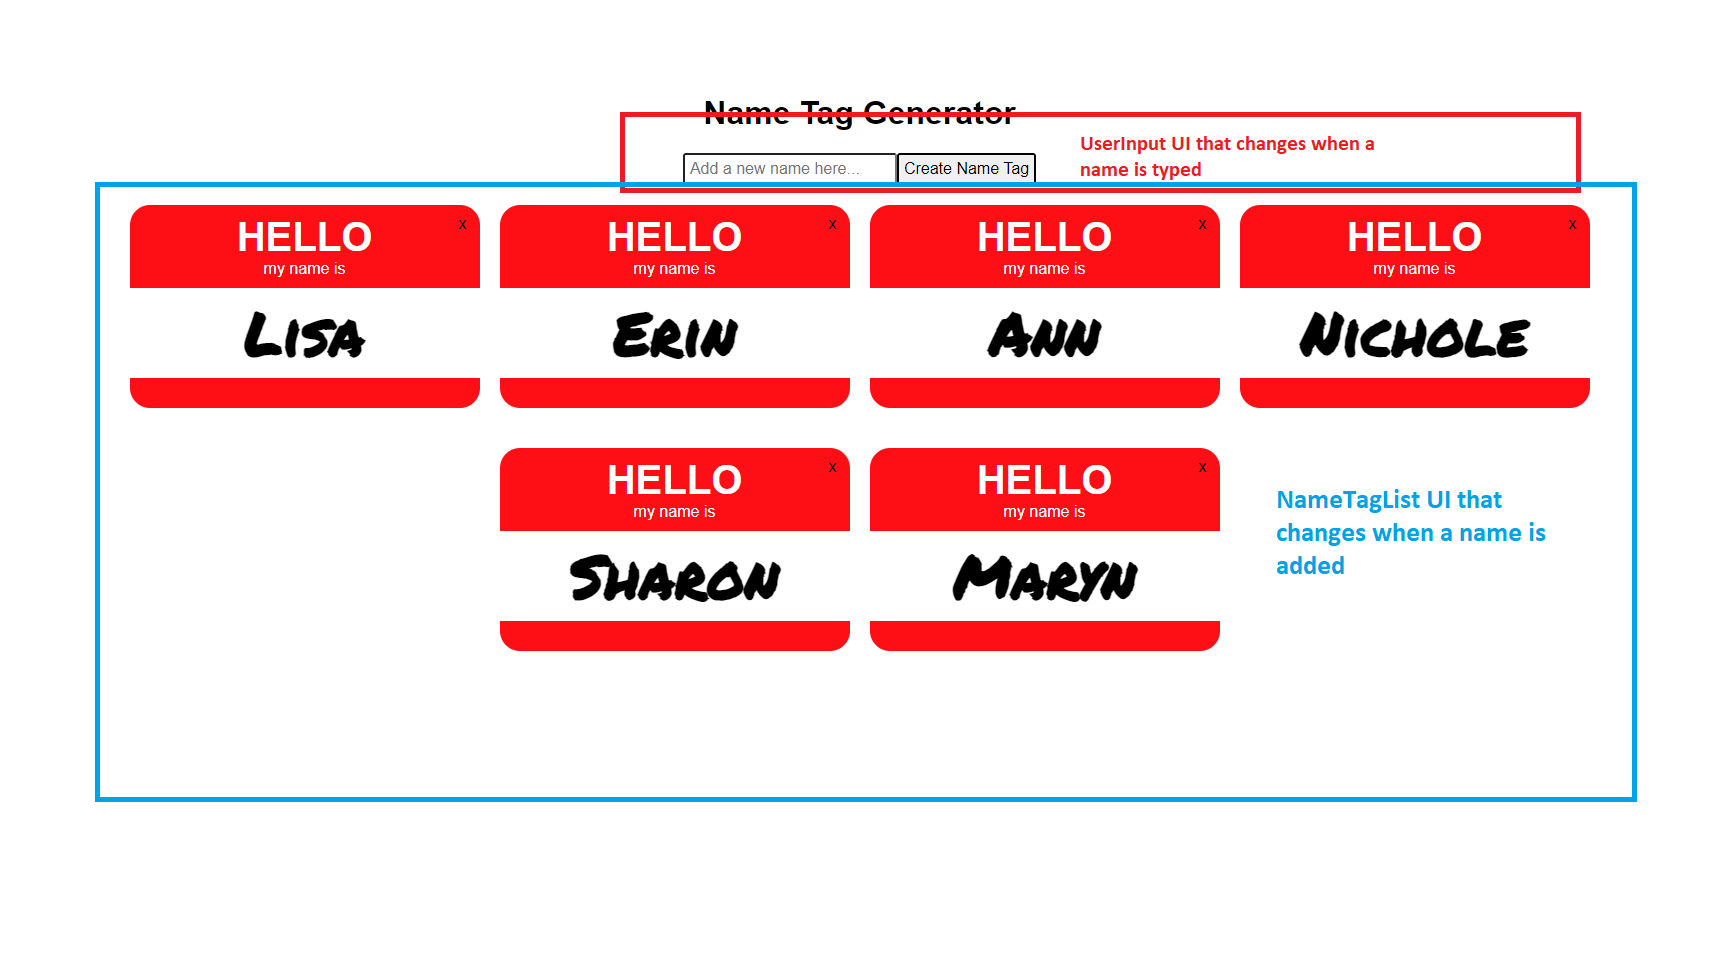 Name Tag Generator
UserInput UI that changes when a
name is typed
Add a new name here...
Create Name Tag
HELLO
x
my name is
Lisa
HELLO
x
my name is
Erin
HELLO
x
my name is
Ann
HELLO
x
my name is
Nichole
HELLO
x
my name is
Sharon
HELLO
x
my name is
Maryn
NameTagList UI that
changes when a name is
added